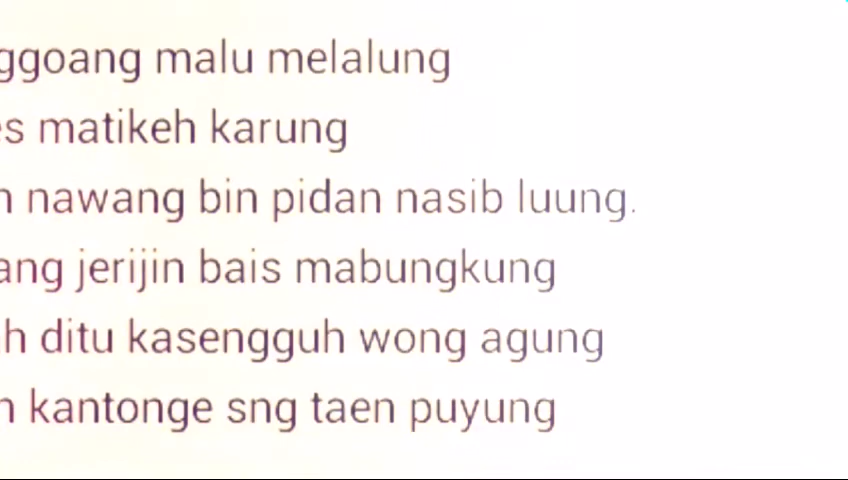 ggoang malu melalung
es matikeh karung
n nawang bin pidan nasib luung.
ang jerijin bais mabungkung
h ditu kasengguh wong agung
n kantonge sng taen puyung